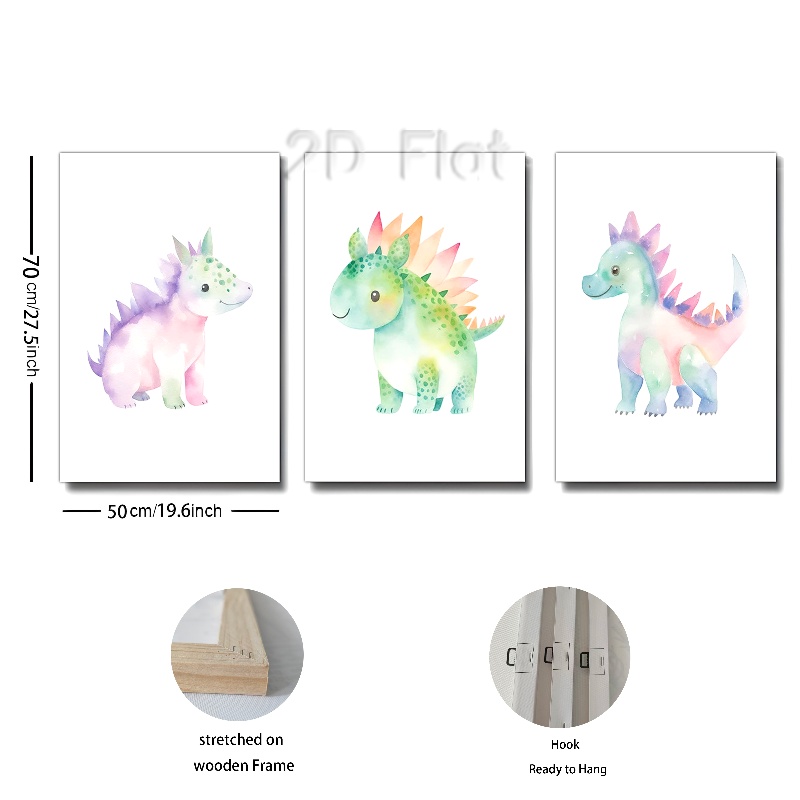 2D Flat
70 cm/27.5inch
50 cm/19.6inch
stretched on
wooden Frame
Hook
Ready to Hang